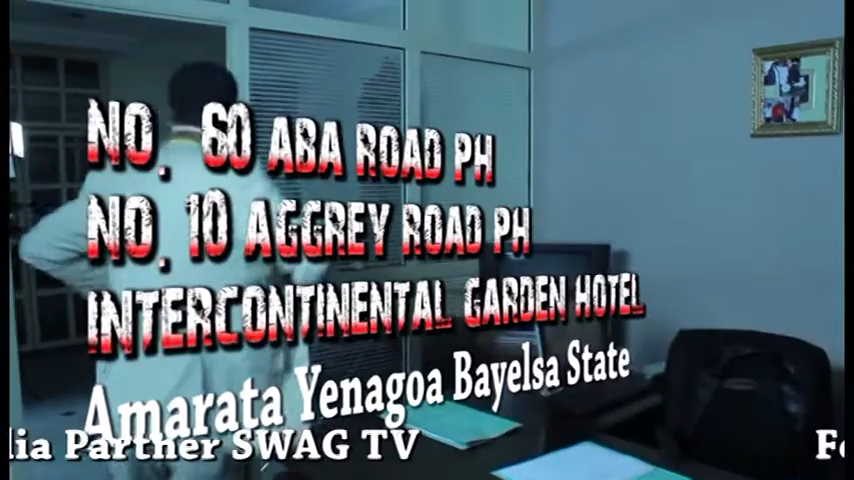 NO. 60 ABA ROAD PH
NO. 10 AGGREY ROAD PH
INTERCONTINENTAL GARDEN HOTEL
Amarata Yenagoa Bayelsa State
dia Partner SWAG TV